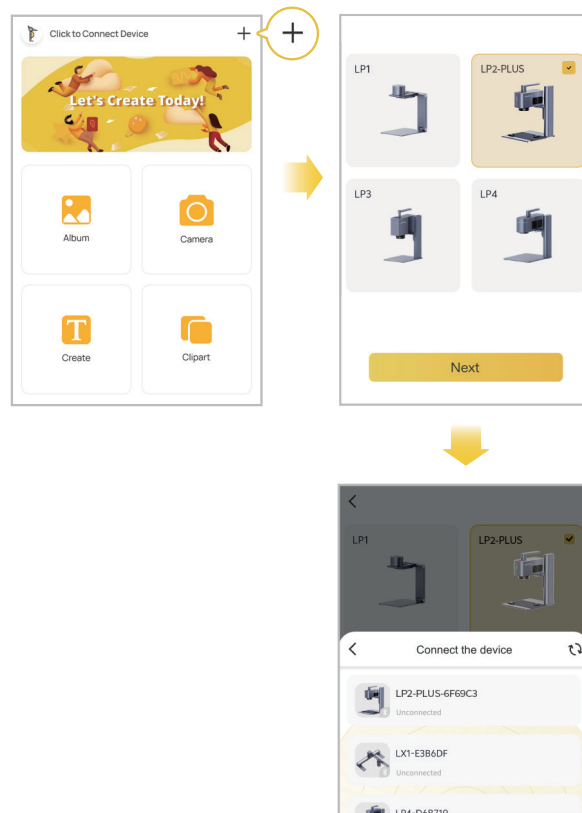 Click to Connect Device
Let's Create Today!
Album
Camera
Create
Clipart
LP1
LP2-PLUS
LP3
LP4
Next
LP1
LP2-PLUS
Connect the device
LP2-PLUS-6F69C3
Unconnected
LX1-E3B6DF
Unconnected